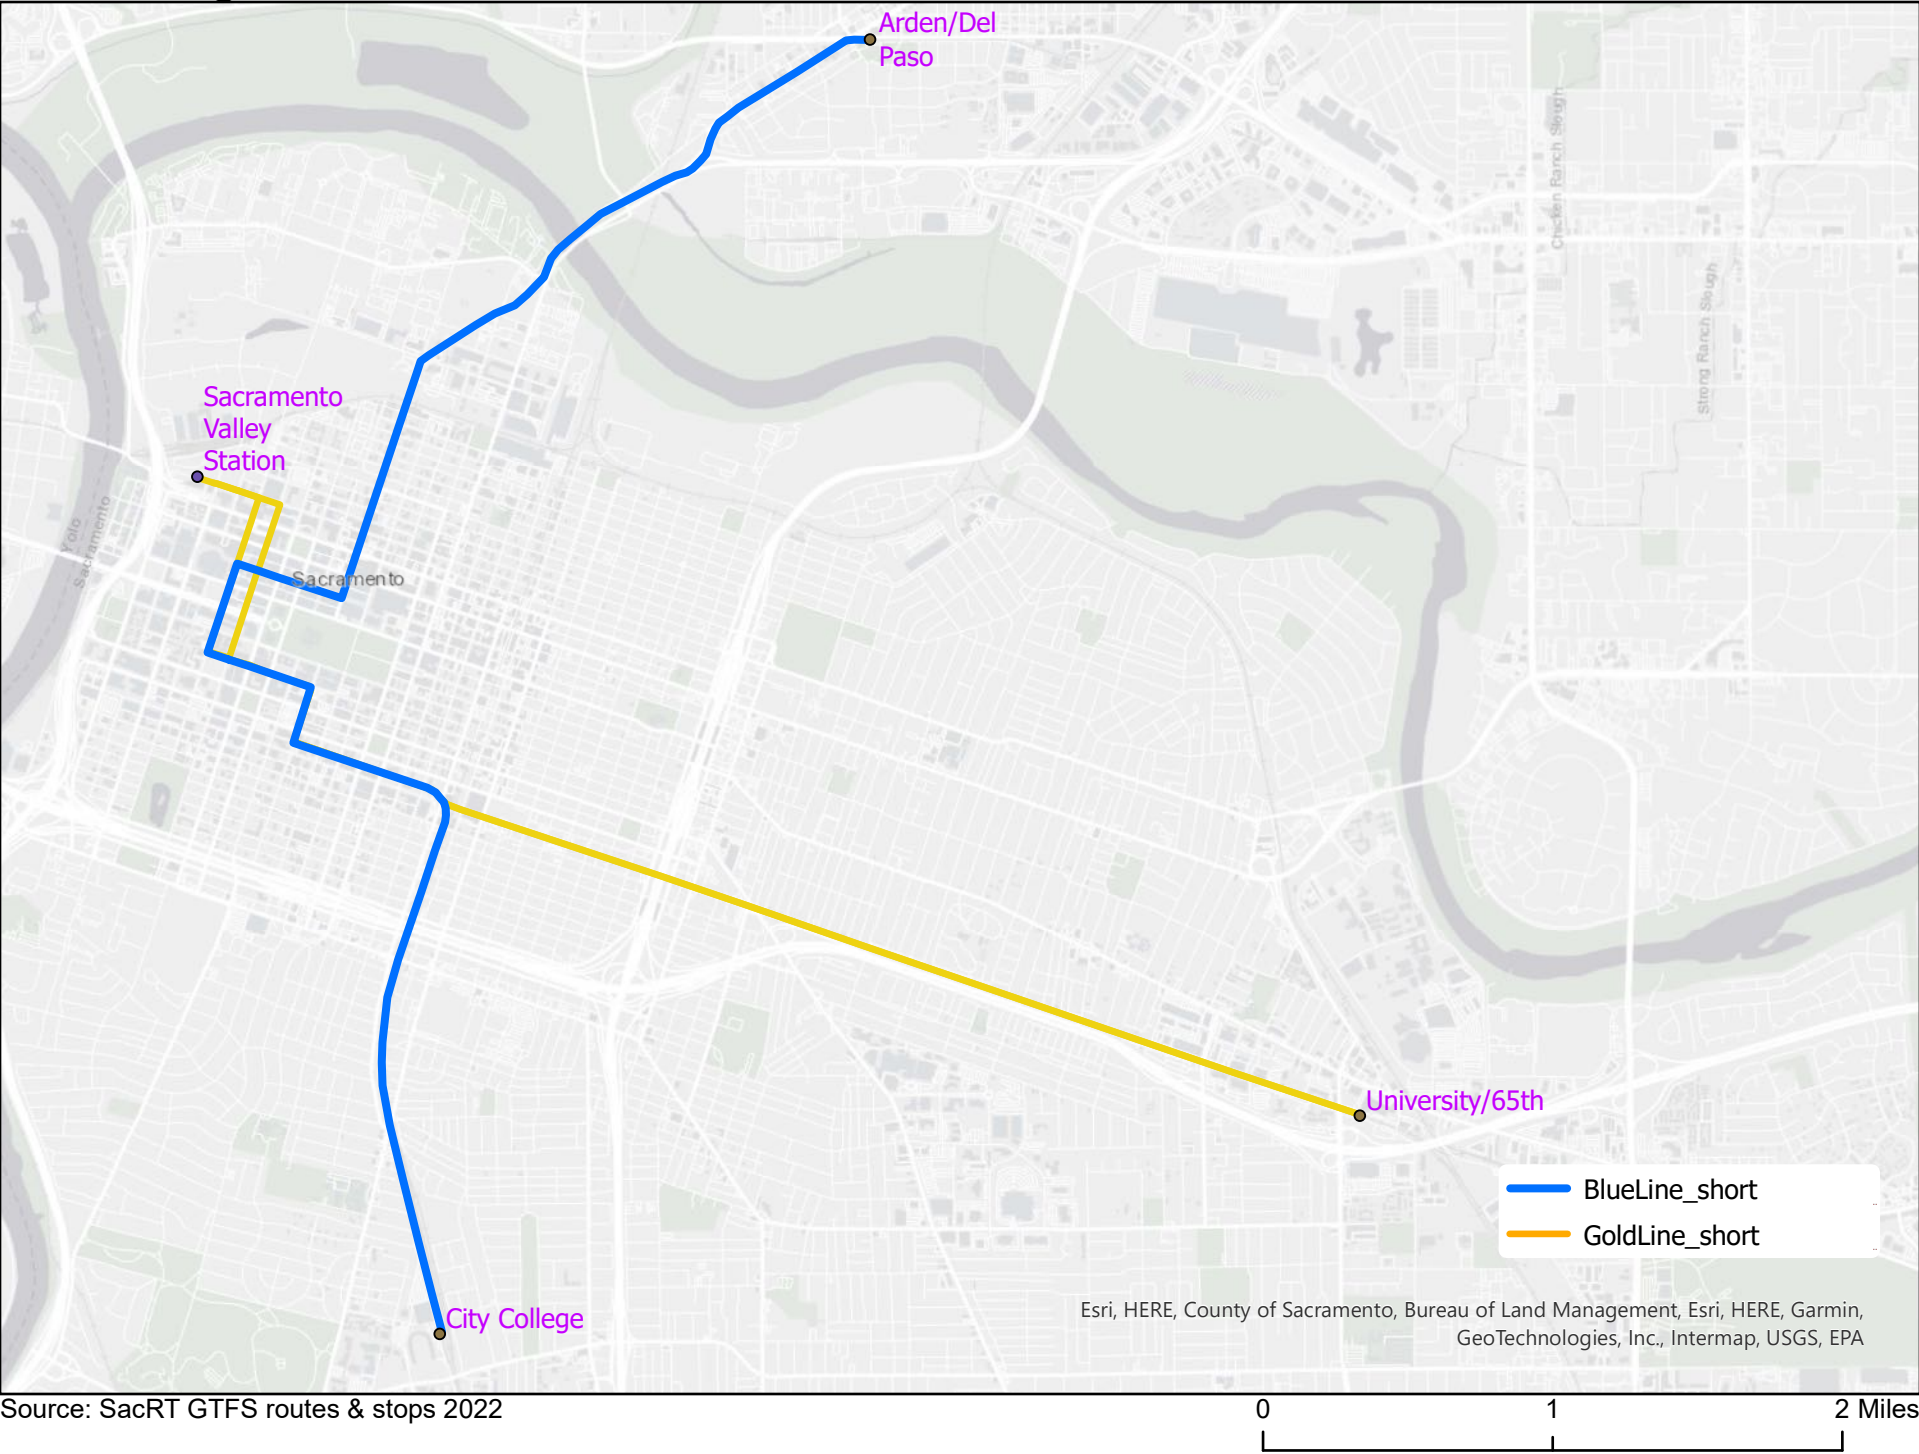 Arden/Del
Paso
Chicken Ranch Slough
Strong Ranch Slough
Sacramento
Valley
Station
Yolo
Sacramento
Sacramento
University/65th
BlueLine_short
GoldLine_short
City College
Esri, HERE, County of Sacramento, Bureau of Land Management, Esri, HERE, Garmin,
GeoTechnologies, Inc., Intermap, USGS, EPA
Source: SacRT GTFS routes & stops 2022
0 1 2 Miles